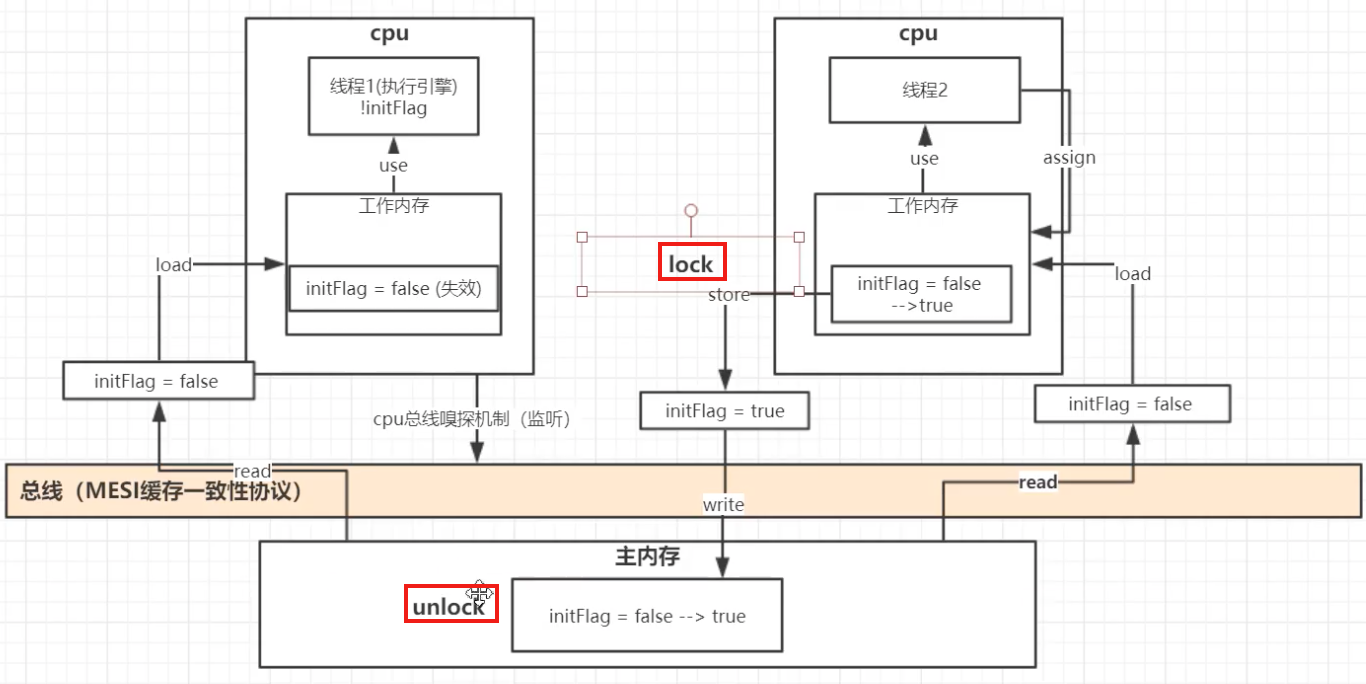 cpu
线程1(执行引擎)
!initFlag
use
工作内存
initFlag = false (失效)
load
initFlag = false
cpu总线嗅探机制（监听）
read
lock
store
initFlag = true
write
cpu
线程2
use
assign
工作内存
initFlag = false
-->true
load
initFlag = false
read
总线（MESI缓存一致性协议）
主内存
unlock
initFlag = false --> true